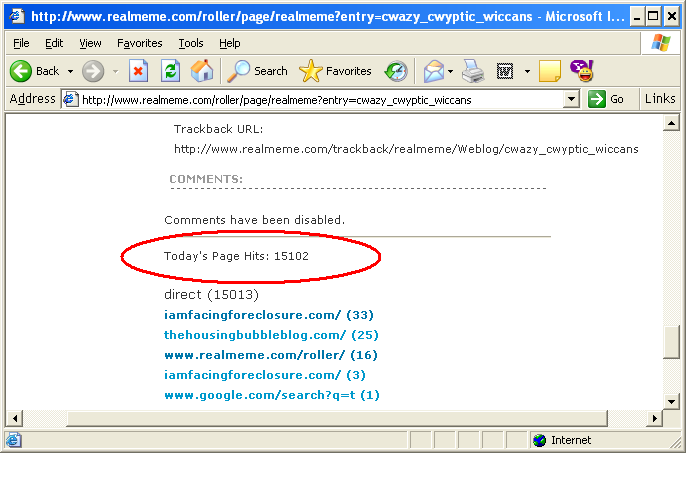 http://www.realmeme.com/roller/page/realmeme?entry=cwazy_cwyptic_wiccans - Microsoft I...
File Edit View Favorites Tools Help
Back Search Favorites W Y!
Address http://www.realmeme.com/roller/page/realmeme?entry=cwazy_cwyptic_wiccans Go Links
Trackback URL:
http://www.realmeme.com/trackback/realmeme/Weblog/cwazy_cwyptic_wiccans
COMMENTS:
Comments have been disabled.
Today's Page Hits: 15102
direct (15013)
iamfacingforeclosure.com/ (33)
thehousingbubbleblog.com/ (25)
www.realmeme.com/roller/ (16)
iamfacingforeclosure.com/ (3)
www.google.com/search?q=t (1)
Internet